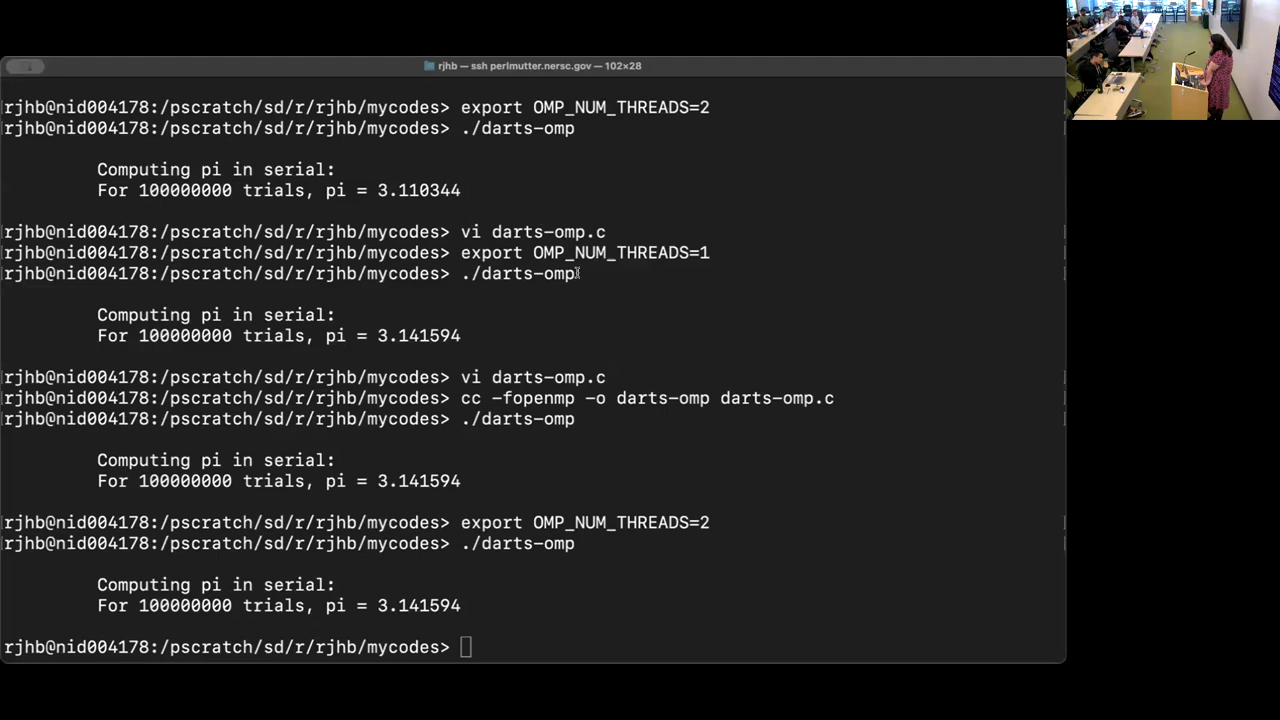 rjhb — ssh perlmutter.nersc.gov — 102×28
rjhb@nid004178:/pscratch/sd/r/rjhb/mycodes> export OMP_NUM_THREADS=2
rjhb@nid004178:/pscratch/sd/r/rjhb/mycodes> ./darts-omp
Computing pi in serial:
For 100000000 trials, pi = 3.110344
rjhb@nid004178:/pscratch/sd/r/rjhb/mycodes> vi darts-omp.c
rjhb@nid004178:/pscratch/sd/r/rjhb/mycodes> export OMP_NUM_THREADS=1
rjhb@nid004178:/pscratch/sd/r/rjhb/mycodes> ./darts-omp
Computing pi in serial:
For 100000000 trials, pi = 3.141594
rjhb@nid004178:/pscratch/sd/r/rjhb/mycodes> vi darts-omp.c
rjhb@nid004178:/pscratch/sd/r/rjhb/mycodes> cc -fopenmp -o darts-omp darts-omp.c
rjhb@nid004178:/pscratch/sd/r/rjhb/mycodes> ./darts-omp
Computing pi in serial:
For 100000000 trials, pi = 3.141594
rjhb@nid004178:/pscratch/sd/r/rjhb/mycodes> export OMP_NUM_THREADS=2
rjhb@nid004178:/pscratch/sd/r/rjhb/mycodes> ./darts-omp
Computing pi in serial:
For 100000000 trials, pi = 3.141594
rjhb@nid004178:/pscratch/sd/r/rjhb/mycodes>